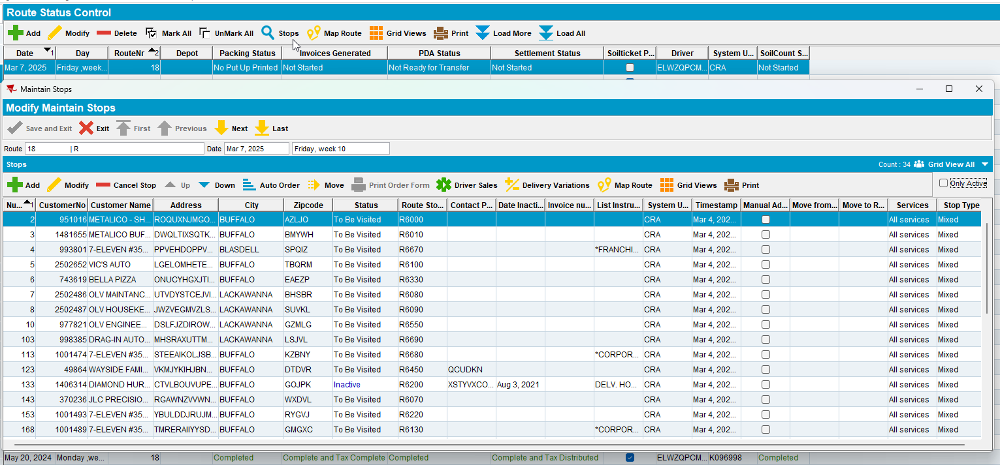 Route Status Control
Add Modify Delete Mark All UnMark All Stops Map Route Grid Views Print Load More Load All
Date 1 Day RouteNr 2 Depot Packing Status Invoices Generated PDA Status Settlement Status Soilticket P... Driver System U... SoilCount S...
Mar 7, 2025 Friday ,week... 18 No Put Up Printed Not Started Not Ready for Transfer Not Started ELWZQPCM... CRA Not Started
Maintain Stops
Modify Maintain Stops
Save and Exit Exit First Previous Next Last
Route 18 R Date Mar 7, 2025 Friday, week 10
Stops Count : 34 Grid View All
Add Modify Cancel Stop Up Down Auto Order Move Print Order Form Driver Sales Delivery Variations Map Route Grid Views Print Only Active
Nu... 1 CustomerNo Customer Name Address City Zipcode Status Route Sto... Contact P... Date Inacti... Invoice nu... List Instru... System U... Timestamp Manual Ad... Move from... Move to R... Services Stop Type
2 951016 METALICO - SH... ROQUXNJMGO... BUFFALO AZLJO To Be Visited R6000 CRA Mar 4, 202... All services Mixed
3 1481655 METALICO BUF... DWQLTIXSQTK... BUFFALO BMYWH To Be Visited R6010 CRA Mar 4, 202... All services Mixed
4 993801 7-ELEVEN #35... PPVEHDOPPV... BLASDELL SPQIZ To Be Visited R6670 *FRANCHI... CRA Mar 4, 202... All services Mixed
5 2502652 VIC'S AUTO LGELOMHETE... BUFFALO TBQRM To Be Visited R6100 CRA Mar 4, 202... All services Mixed
6 743619 BELLA PIZZA ONUCYHGXJTI... BUFFALO EAEZP To Be Visited R6330 CRA Mar 4, 202... All services Mixed
7 2502486 OLV MAINTANC... UTVDYSTCEJVI... LACKAWANNA BHSBR To Be Visited R6080 CRA Mar 4, 202... All services Mixed
8 2502487 OLV HOUSEKE... JWZVEGMVZLS... LACKAWANNA SUVKL To Be Visited R6090 CRA Mar 4, 202... All services Mixed
10 977821 OLV ENGINEE... DSLFJZDIROW... LACKAWANNA GZMLG To Be Visited R6550 CRA Mar 4, 202... All services Mixed
103 998385 DRAG-IN AUTO... MHSRAXUTTM... LACKAWANNA LSJVL To Be Visited R6690 CRA Mar 4, 202... All services Mixed
113 1001474 7-ELEVEN #35... STEEAIKOLJSB... BUFFALO KZBNY To Be Visited R6680 *CORPOR... CRA Mar 4, 202... All services Mixed
123 49864 WAYSIDE FAMI... VKMJYKIHJBN... BUFFALO DTDVR To Be Visited R6450 QCUDKN CRA Mar 4, 202... All services Mixed
133 1406314 DIAMOND HUR... CTVLBOUVUPE... BUFFALO GOJPK Inactive R6200 XSTYVXCO... Aug 3, 2021 DELV. HO... CRA Mar 4, 202... All services Mixed
143 370236 JLC PRECISIO... RGAWNZVVWN... BUFFALO WXDVL To Be Visited R6070 CRA Mar 4, 202... All services Mixed
153 1001493 7-ELEVEN #35... YBULDDJRUJM... BUFFALO RYGVJ To Be Visited R6220 CRA Mar 4, 202... All services Mixed
168 1001489 7-ELEVEN #35... TMRERAIIYYSD... BUFFALO GMGXC To Be Visited R6130 *CORPOR... CRA Mar 4, 202... All services Mixed
May 20, 2024 Monday ,we... 18 Completed Complete and Tax Complete Completed Complete and Tax Distributed ELWZQPCM... K096998 Completed